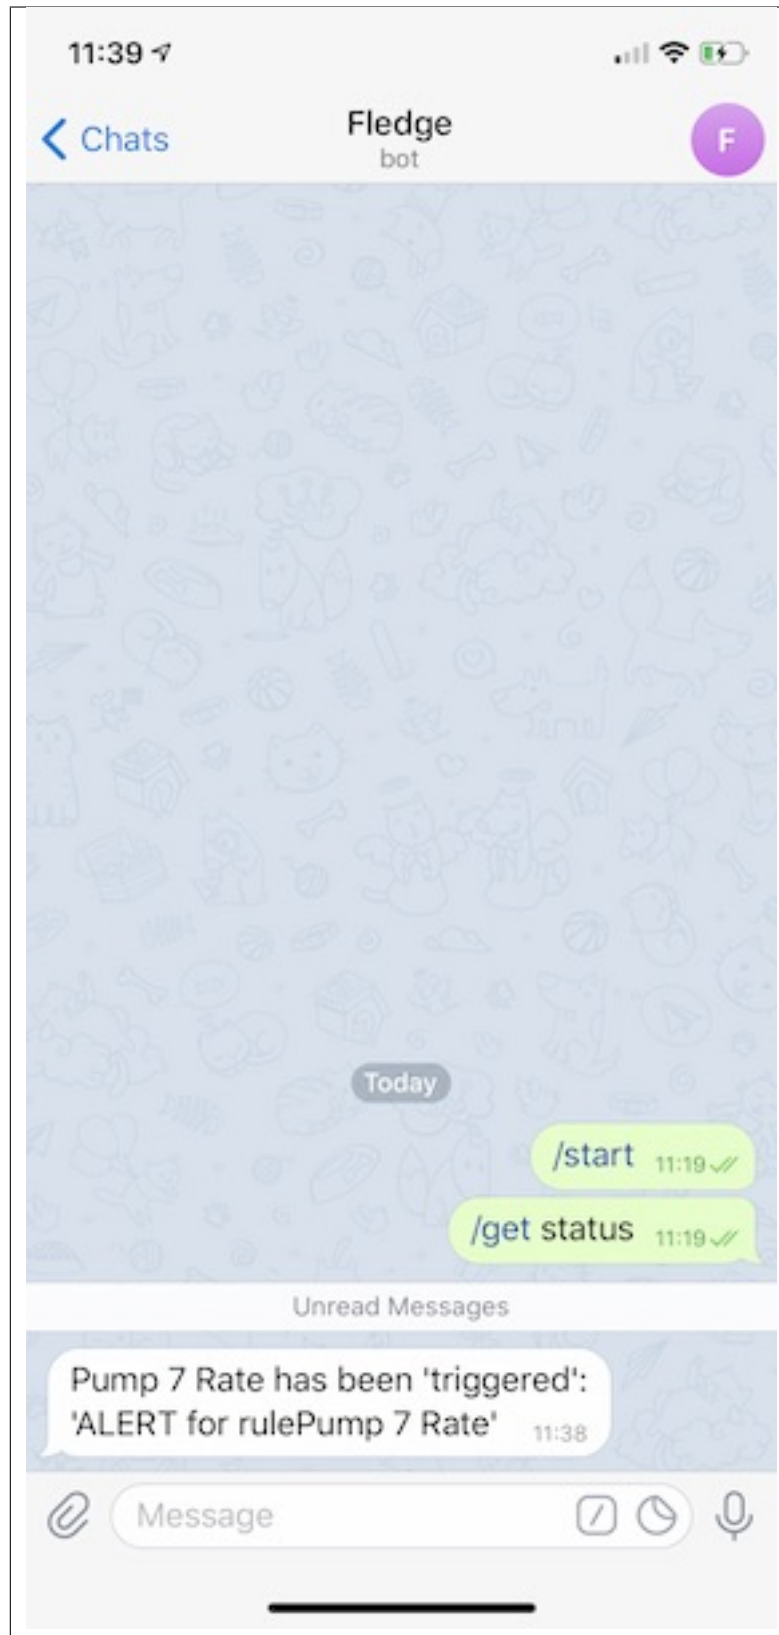 11:39
Chats
Fledge
bot
F
Today
/start 11:19
/get status 11:19
Unread Messages
Pump 7 Rate has been 'triggered':
'ALERT for rulePump 7 Rate' 11:38
Message